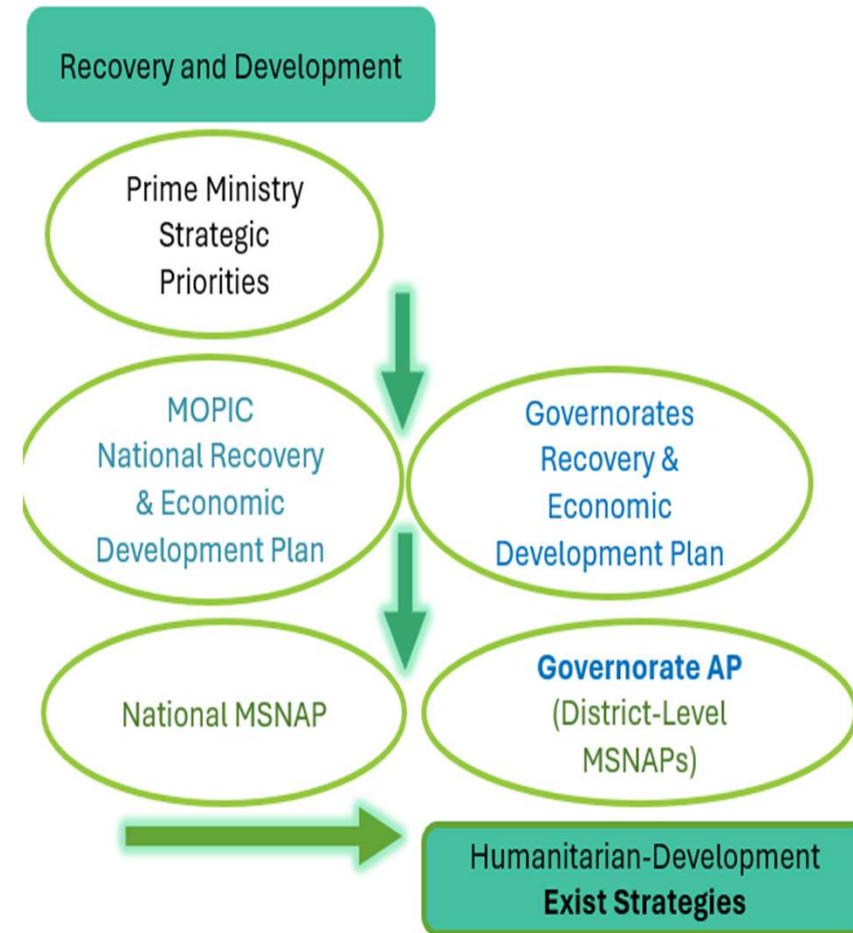 Recovery and Development
Prime Ministry
Strategic
Priorities
MOPIC
National Recovery
& Economic
Development Plan
Governorates
Recovery &
Economic
Development Plan
National MSNAP
Governorate AP
(District-Level
MSNAPs)
Humanitarian-Development
Exist Strategies